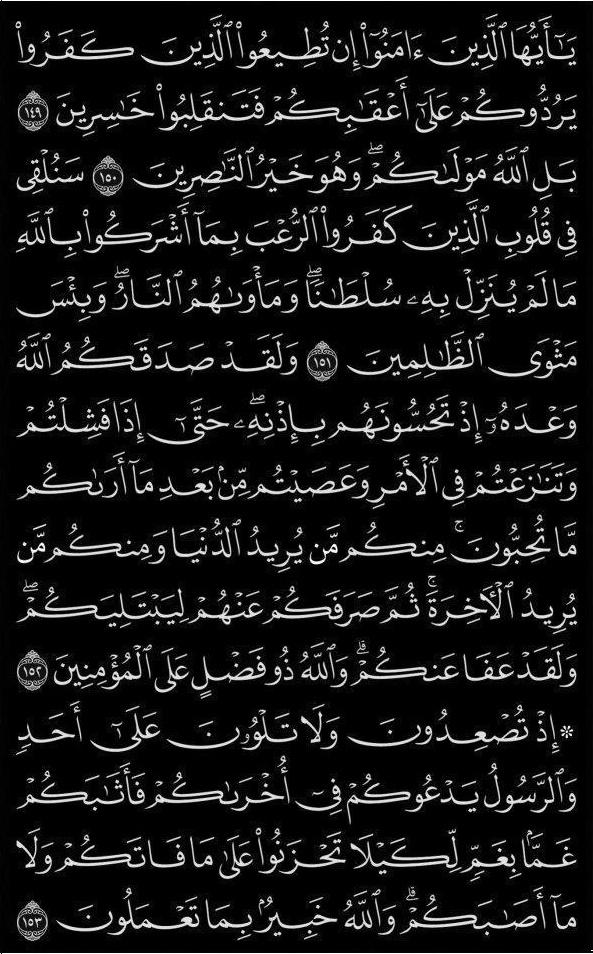 يَـٰٓأَيُّهَا ٱلَّذِينَ ءَامَنُوٓا۟ إِن تُطِيعُوا۟ ٱلَّذِينَ كَفَرُوا۟
يَرُدُّوكُمْ عَلَىٰٓ أَعْقَـٰبِكُمْ فَتَنقَلِبُوا۟ خَـٰسِرِينَ ١٤٩
بَلِ ٱللَّهُ مَوْلَىٰكُمْ ۖ وَهُوَ خَيْرُ ٱلنَّـٰصِرِينَ ١٥٠ سَنُلْقِى
فِى قُلُوبِ ٱلَّذِينَ كَفَرُوا۟ ٱلرُّعْبَ بِمَآ أَشْرَكُوا۟ بِٱللَّهِ
مَا لَمْ يُنَزِّلْ بِهِۦ سُلْطَـٰنًا ۖ وَمَأْوَىٰهُمُ ٱلنَّارُ ۖ وَبِئْسَ
مَثْوَى ٱلظَّـٰلِمِينَ ١٥١ وَلَقَدْ صَدَقَكُمُ ٱللَّهُ
وَعْدَهُۥٓ إِذْ تَحُسُّونَهُم بِإِذْنِهِۦ ۖ حَتَّىٰٓ إِذَا فَشِلْتُمْ
وَتَنَـٰزَعْتُمْ فِى ٱلْأَمْرِ وَعَصَيْتُم مِّنۢ بَعْدِ مَآ أَرَىٰكُم
مَّا تُحِبُّونَ ۚ مِنكُم مَّن يُرِيدُ ٱلدُّنْيَا وَمِنكُم مَّن
يُرِيدُ ٱلْـَٔاخِرَةَ ۚ ثُمَّ صَرَفَكُمْ عَنْهُمْ لِيَبْتَلِيَكُمْ ۖ
وَلَقَدْ عَفَا عَنكُمْ ۗ وَٱللَّهُ ذُو فَضْلٍ عَلَى ٱلْمُؤْمِنِينَ ١٥٢
* إِذْ تُصْعِدُونَ وَلَا تَلْوُۥنَ عَلَىٰٓ أَحَدٍ
وَٱلرَّسُولُ يَدْعُوكُمْ فِىٓ أُخْرَىٰكُمْ فَأَثَـٰبَكُمْ
غَمًّۢا بِغَمٍّ لِّكَيْلَا تَحْزَنُوا۟ عَلَىٰ مَا فَاتَكُمْ وَلَا
مَآ أَصَـٰبَكُمْ ۗ وَٱللَّهُ خَبِيرٌۢ بِمَا تَعْمَلُونَ ١٥٣